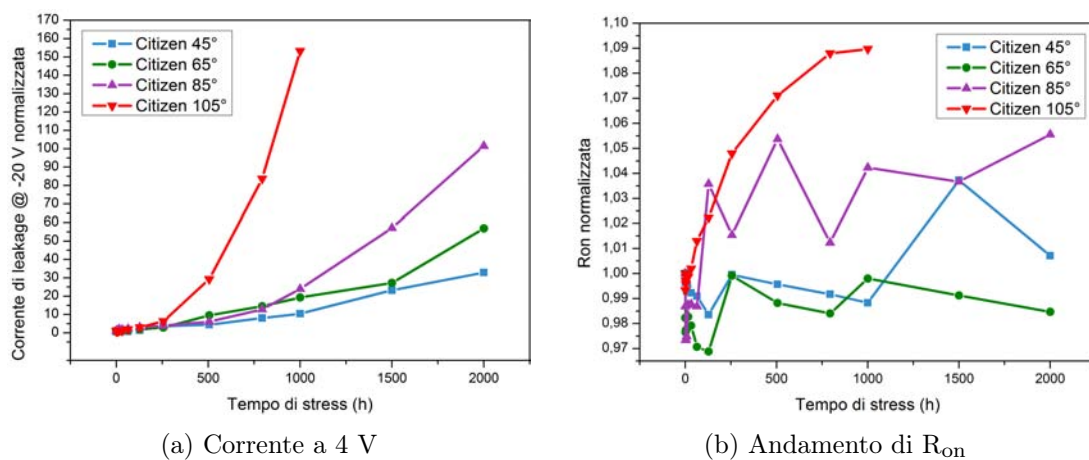 Corrente di leakage @ -20 V normalizzata
170
160
150
140
130
120
110
100
90
80
70
60
50
40
30
20
10
0
Citizen 45°
Citizen 65°
Citizen 85°
Citizen 105°
0 500 1000 1500 2000
Tempo di stress (h)
(a) Corrente a 4 V
Ron normalizzata
1,10
1,09
1,08
1,07
1,06
1,05
1,04
1,03
1,02
1,01
1,00
0,99
0,98
0,97
Citizen 45°
Citizen 65°
Citizen 85°
Citizen 105°
0 500 1000 1500 2000
Tempo di stress (h)
(b) Andamento di Ron